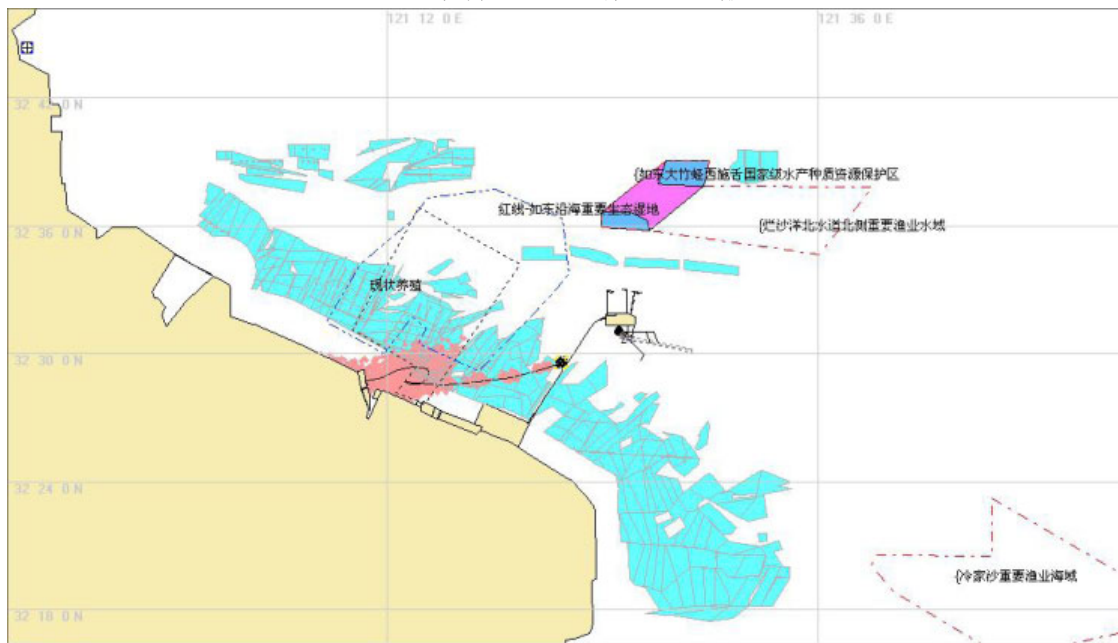 121 12 0 E
121 36 0 E
32 42 0 N
{如东大竹蛏西施舌国家级水产种质资源保护区
红线-如东沿海重要生态湿地
{烂沙洋北水道北侧重要渔业水域
32 36 0 N
现状养殖
32 30 0 N
32 24 0 N
{冷家沙重要渔业海域
32 18 0 N